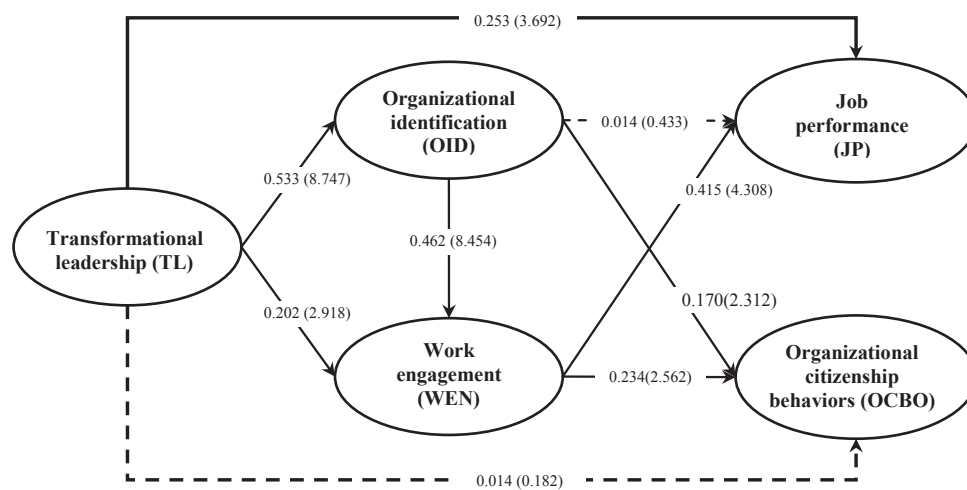 0.253 (3.692)
Organizational
identification
(OID)
Job
performance
(JP)
0.014 (0.433)
0.533 (8.747)
0.415 (4.308)
Transformational
leadership (TL)
0.462 (8.454)
0.202 (2.918)
0.170(2.312)
Work
engagement
(WEN)
0.234(2.562)
Organizational
citizenship
behaviors (OCBO)
0.014 (0.182)